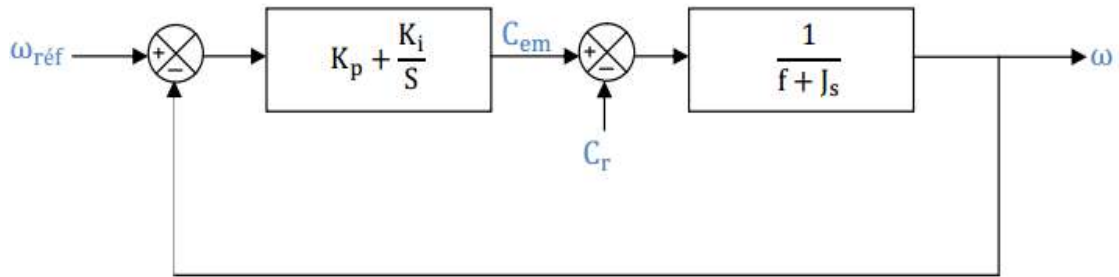 ω_réf
+
−
K_p + K_i/S
C_em
+
−
C_r
1/(f + J_s)
ω